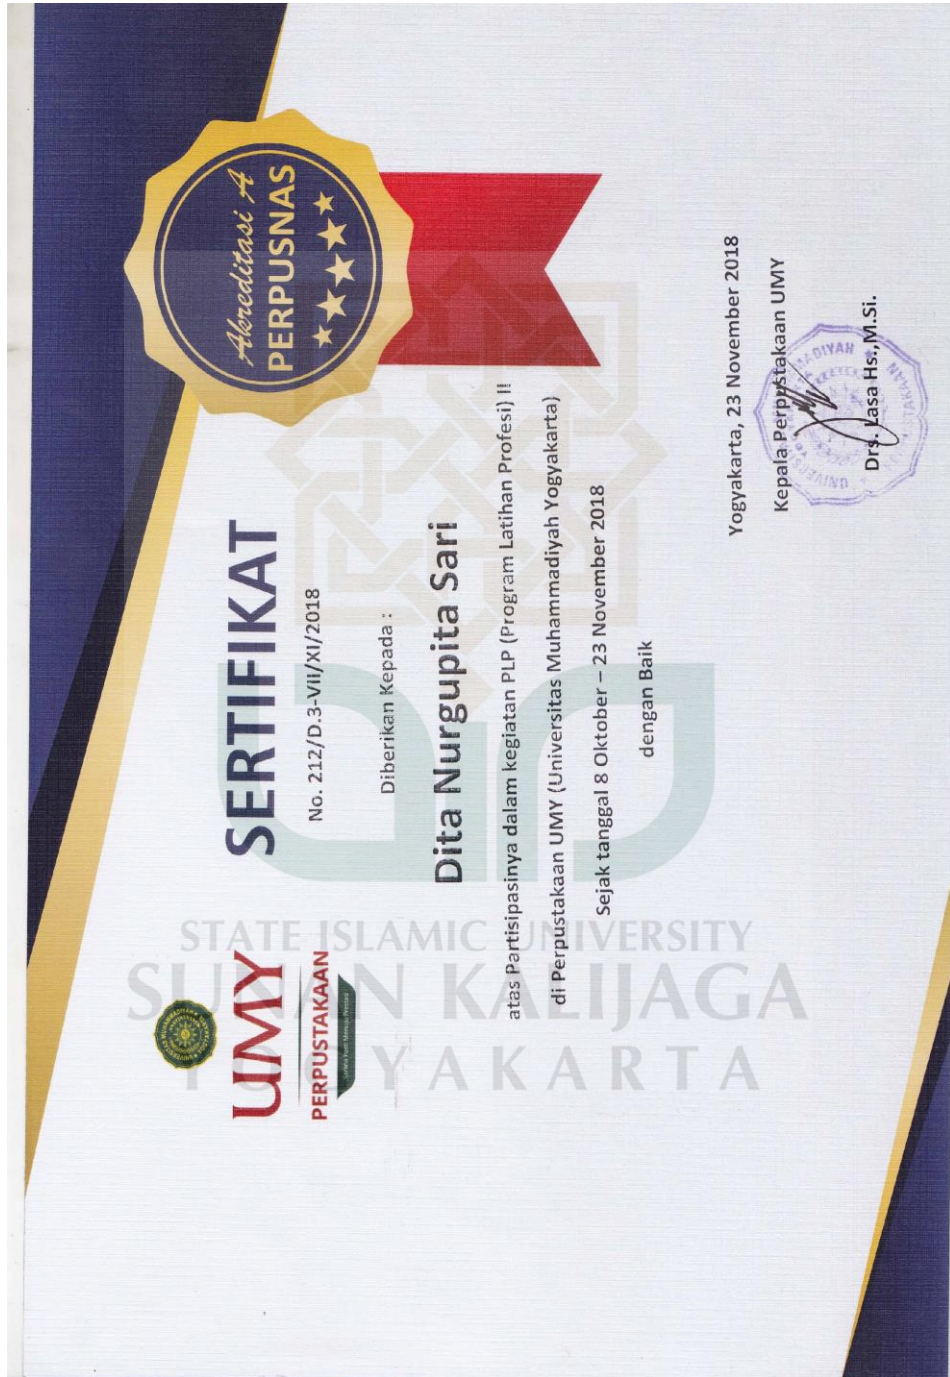 UMY
PERPUSTAKAAN
Akreditasi A
PERPUSNAS
SERTIFIKAT
No. 212/D.3-Vii/XI/2018
Diberikan Kepada :
Dita Nurgupita Sari
atas Partisipasinya dalam kegiatan PLP (Program Latihan Profesi) II
di Perpustakaan UMY (Universitas Muhammadiyah Yogyakarta)
Sejak tanggal 8 Oktober – 23 November 2018
dengan Baik
Yogyakarta, 23 November 2018
Kepala Perpustakaan UMY
Drs. Lasa Hs.,M.Si.
STATE ISLAMIC UNIVERSITY
SUNAN KALIJAGA
YOGYAKARTA